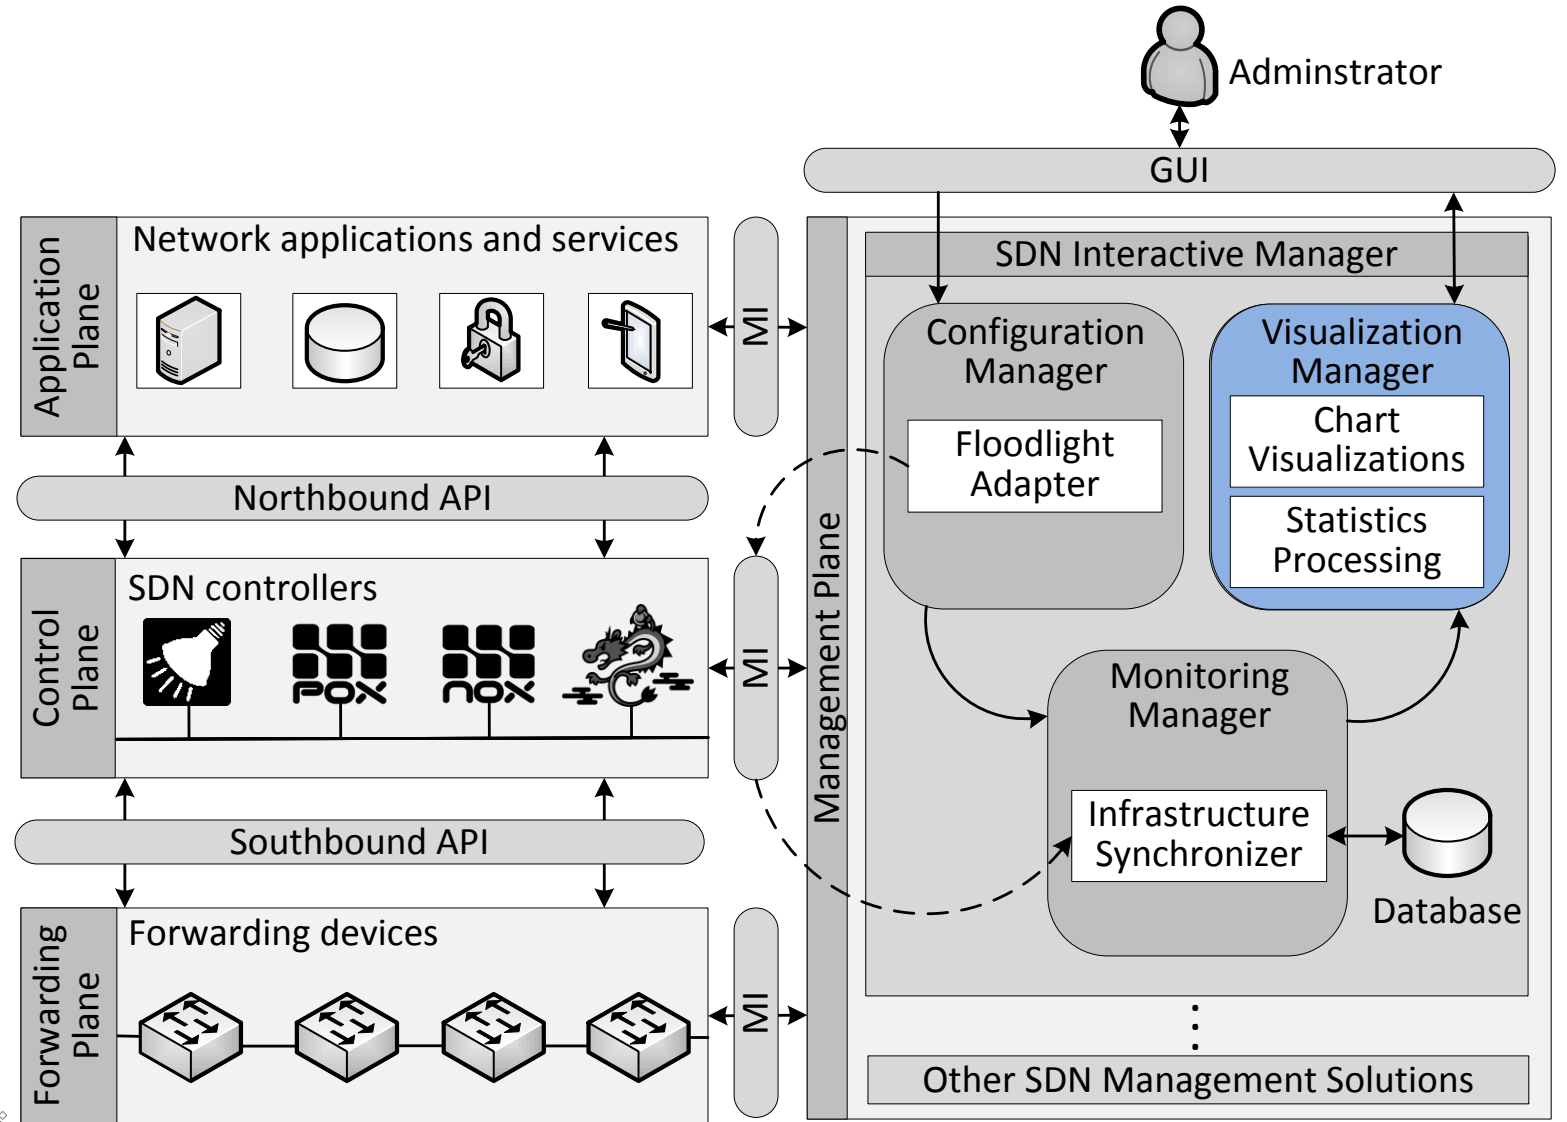 Adminstrator
GUI
Application
Plane
Network applications and services
MI
Northbound API
Control
Plane
SDN controllers
POX
nox
MI
Southbound API
Forwarding
Plane
Forwarding devices
MI
Management Plane
SDN Interactive Manager
Configuration
Manager
Floodlight
Adapter
Visualization
Manager
Chart
Visualizations
Statistics
Processing
Monitoring
Manager
Infrastructure
Synchronizer
Database
Other SDN Management Solutions